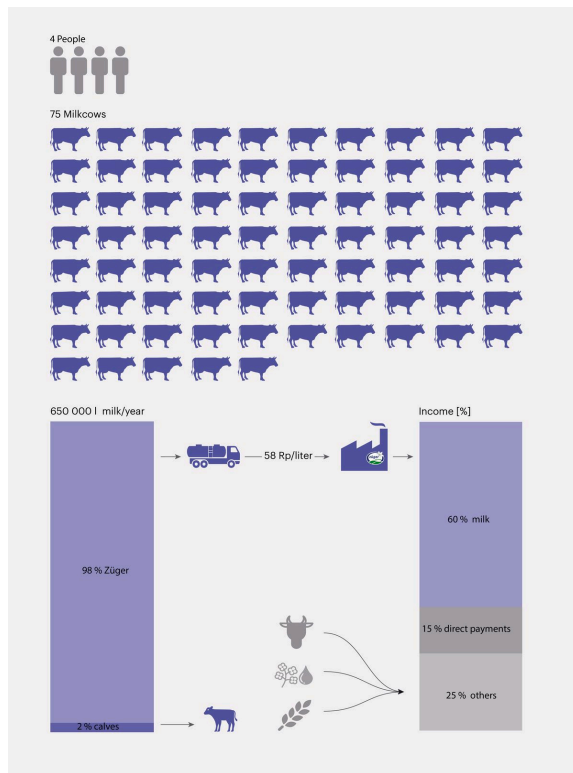 4 People
75 Milkcows
650 000 l milk/year
Income [%]
58 Rp/liter
60 % milk
98 % Züger
15 % direct payments
25 % others
2 % calves